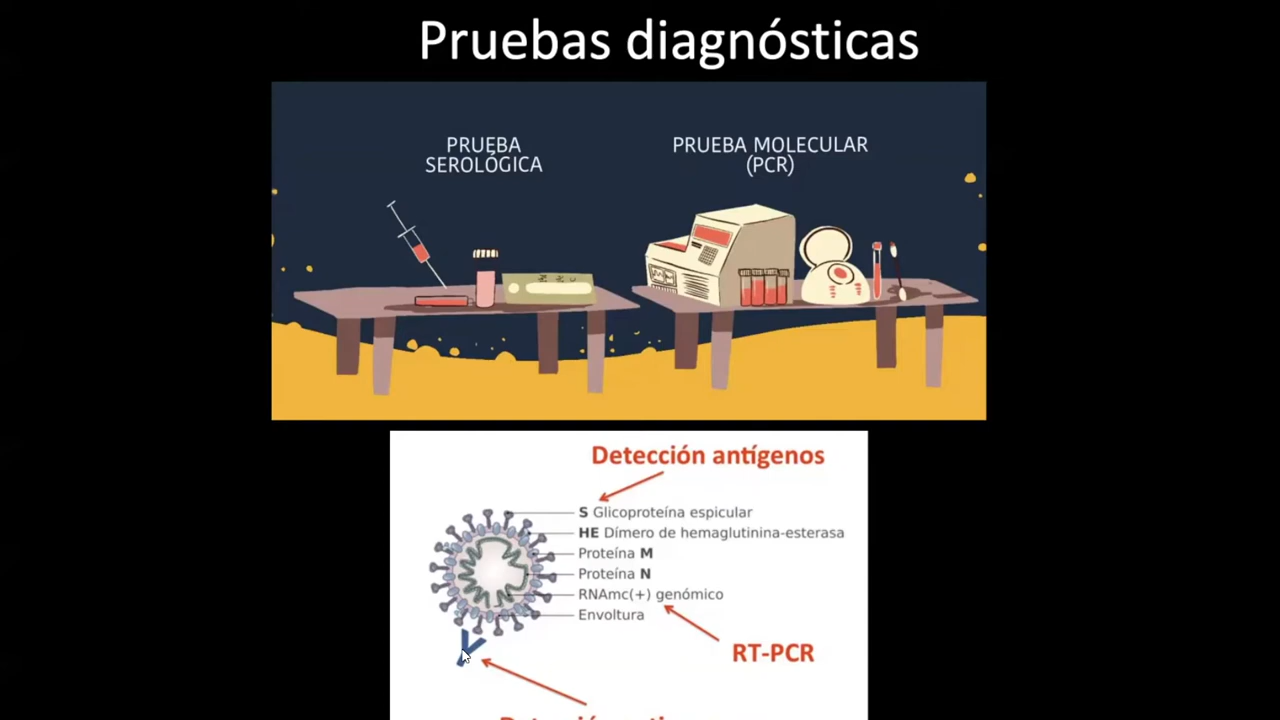 Pruebas diagnósticas
PRUEBA
SEROLÓGICA
PRUEBA MOLECULAR
(PCR)
Detección antígenos
S Glicoproteína espicular
HE Dímero de hemaglutinina-esterasa
Proteína M
Proteína N
RNAmc(+) genómico
Envoltura
RT-PCR